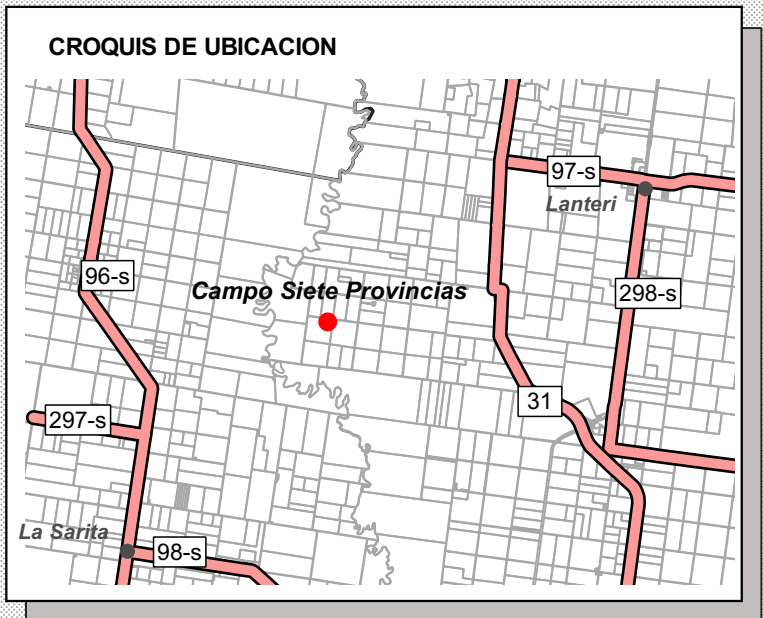 CROQUIS DE UBICACION
97-s
Lanteri
96-s
Campo Siete Provincias
298-s
31
297-s
La Sarita
98-s